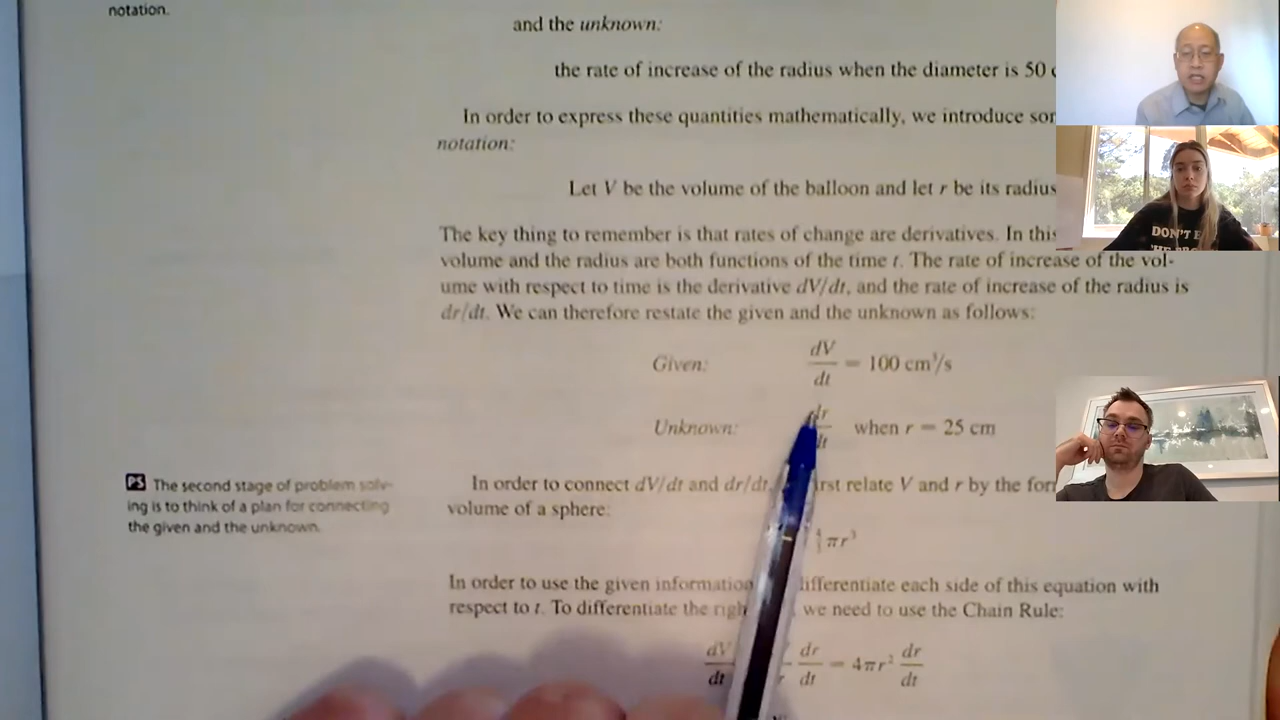 notation.
and the unknown:
the rate of increase of the radius when the diameter is 50
In order to express these quantities mathematically, we introduce
notation:
Let V be the volume of the balloon and let r be its radius
The key thing to remember is that rates of change are derivatives. In this
volume and the radius are both functions of the time t. The rate of increase of the vol-
ume with respect to time is the derivative dV/dt, and the rate of increase of the radius is
dr/dt. We can therefore restate the given and the unknown as follows:
Given: dV/dt = 100 cm³/s
Unknown: dr/dt when r = 25 cm
PS The second stage of problem solv-
ing is to think of a plan for connecting
the given and the unknown.
In order to connect dV/dt and dr/dt, relate V and r by the
volume of a sphere:
πr³
In order to use the given information differentiate each side of this equation with
respect to t. To differentiate the we need to use the Chain Rule:
dV/dt dr/dt = 4πr² dr/dt
DON'T